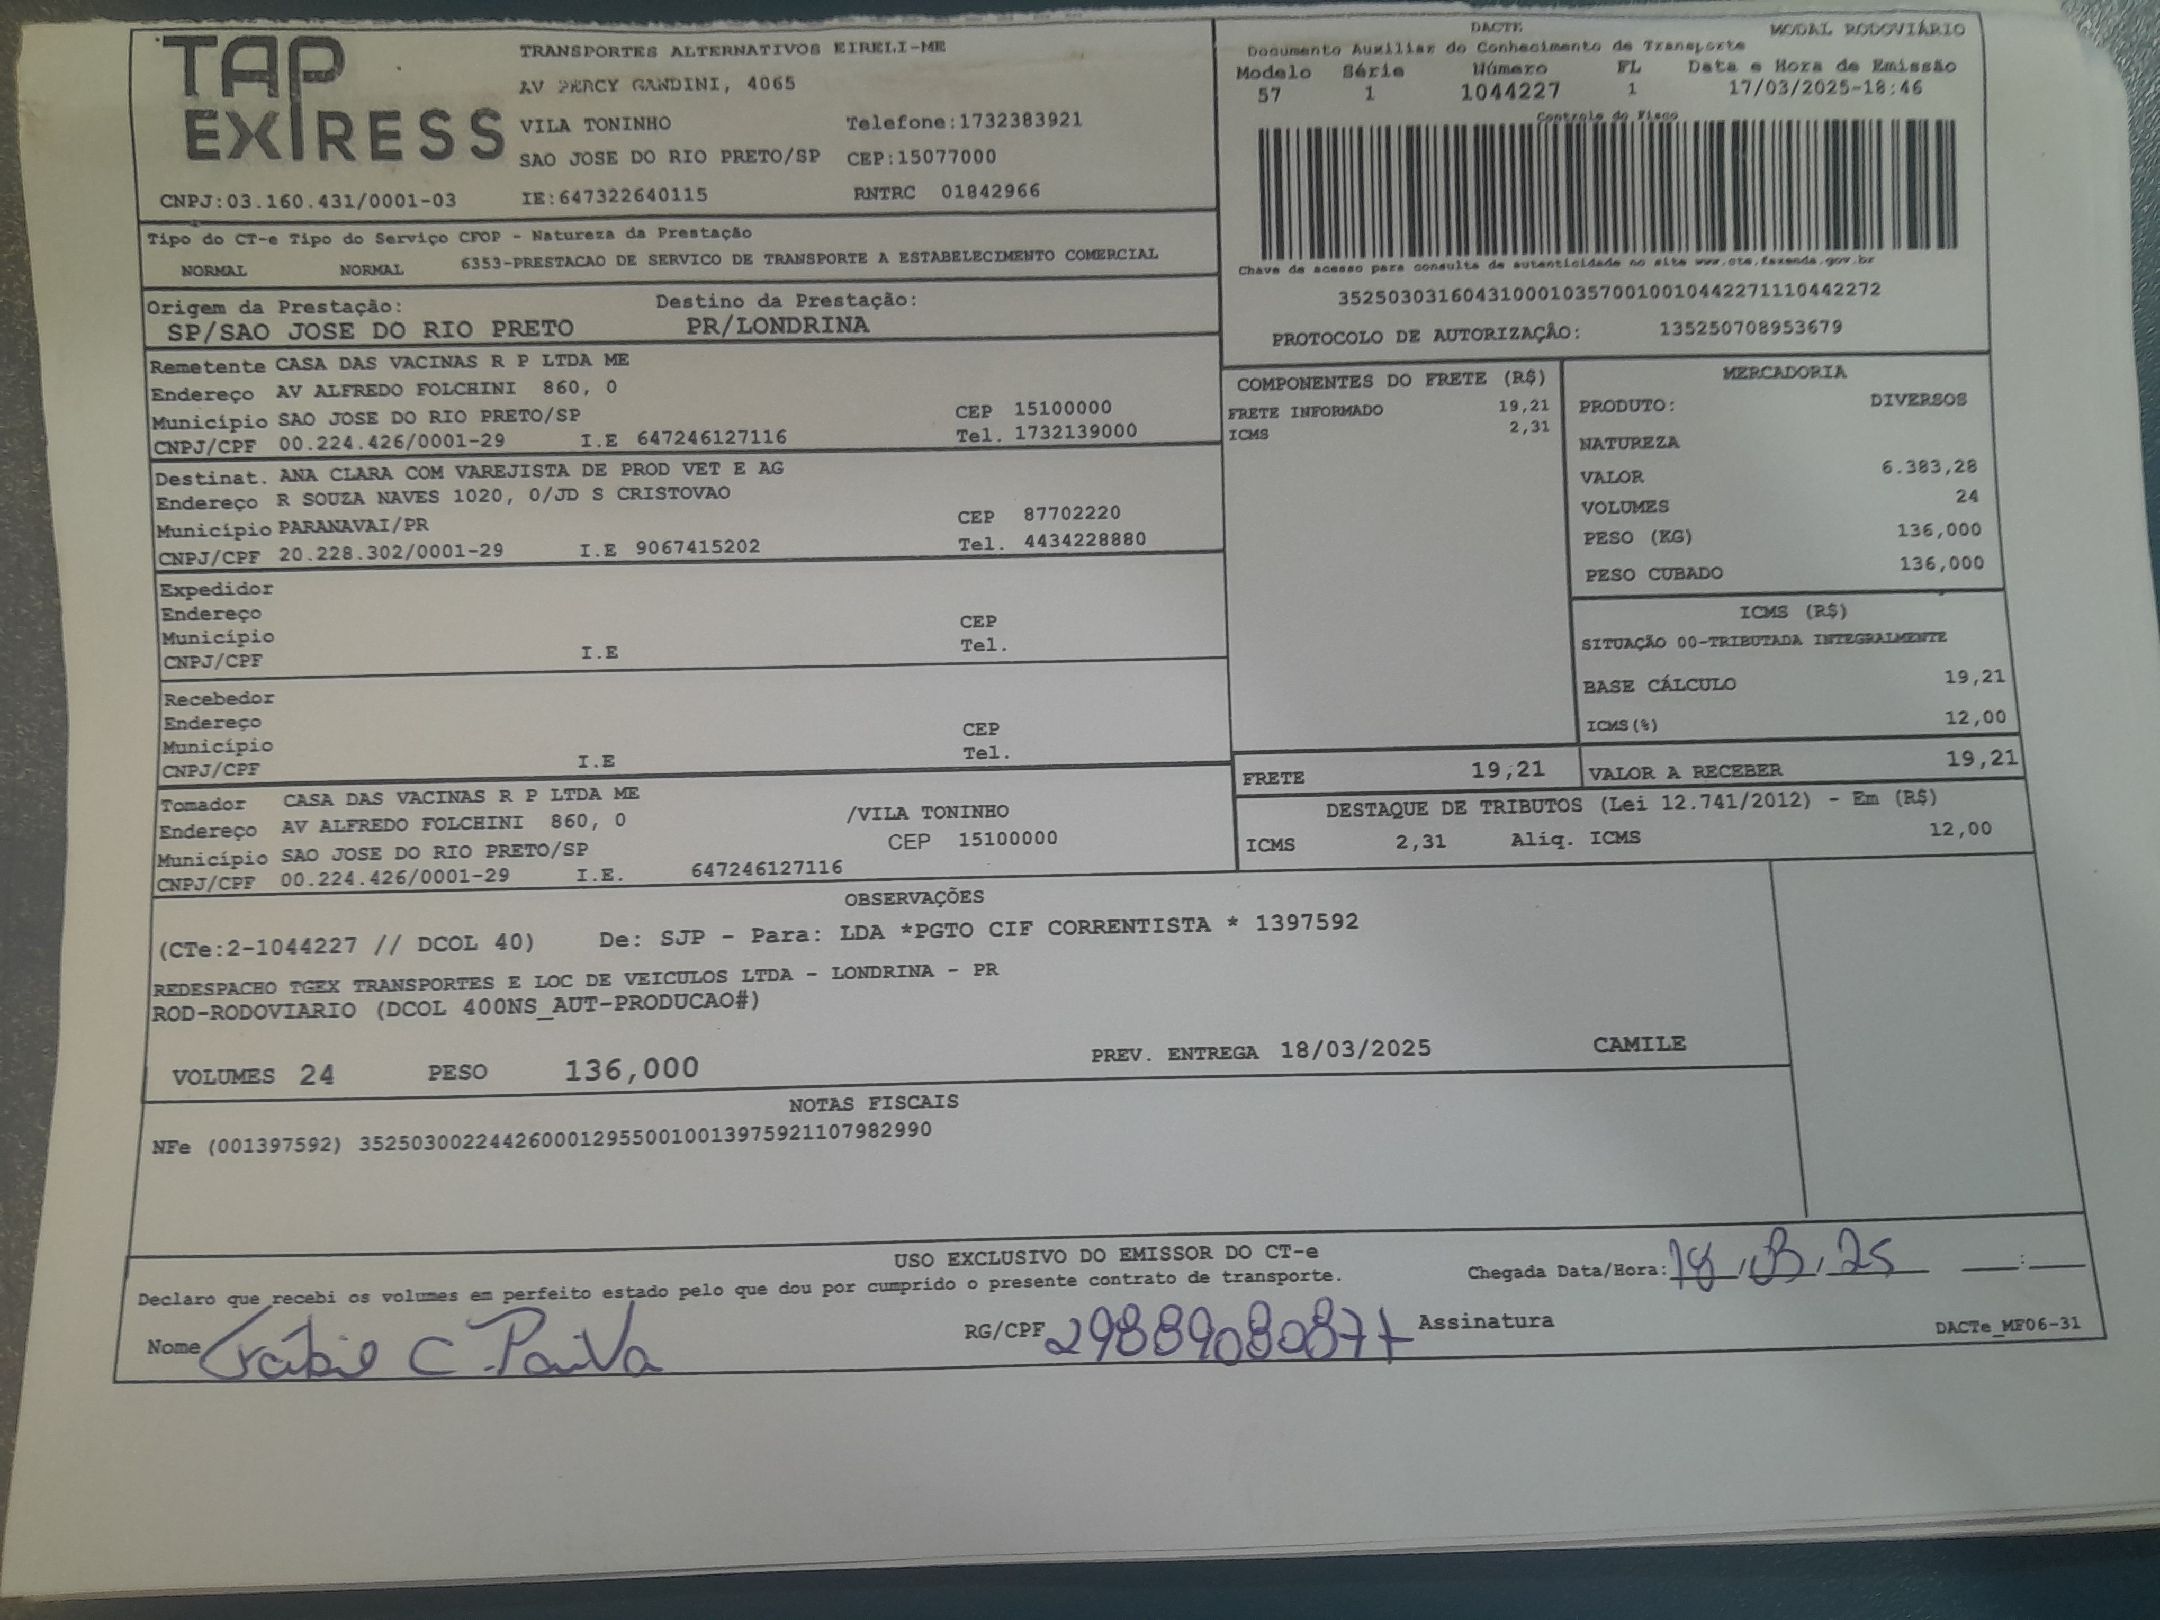 TAP EXPRESS
TRANSPORTES ALTERNATIVOS EIRELI-ME
AV PERCY GANDINI, 4065
VILA TONINHO Telefone:1732383921
SAO JOSE DO RIO PRETO/SP CEP:15077000
CNPJ:03.160.431/0001-03 IE:647322640115 RNTRC 01842966
DACTE MODAL RODOVIÁRIO
Documento Auxiliar do Conhecimento de Transporte
Modelo Série Número FL Data e Hora de Emissão
57 1 1044227 1 17/03/2025-18:46
Controle do Fisco
Chave de acesso para consulta de autenticidade no site www.cte.fazenda.gov.br
35250303160431000103570010010442271110442272
PROTOCOLO DE AUTORIZAÇÃO: 135250708953679
Tipo do CT-e Tipo do Serviço CFOP - Natureza da Prestação
NORMAL NORMAL 6353-PRESTACAO DE SERVICO DE TRANSPORTE A ESTABELECIMENTO COMERCIAL
Origem da Prestação: Destino da Prestação:
SP/SAO JOSE DO RIO PRETO PR/LONDRINA
Remetente CASA DAS VACINAS R P LTDA ME
Endereço AV ALFREDO FOLCHINI 860, 0
Município SAO JOSE DO RIO PRETO/SP CEP 15100000
CNPJ/CPF 00.224.426/0001-29 I.E 647246127116 Tel. 1732139000
Destinat. ANA CLARA COM VAREJISTA DE PROD VET E AG
Endereço R SOUZA NAVES 1020, 0/JD S CRISTOVAO
Município PARANAVAI/PR CEP 87702220
CNPJ/CPF 20.228.302/0001-29 I.E 9067415202 Tel. 4434228880
Expedidor
Endereço
Município CEP
CNPJ/CPF I.E Tel.
Recebedor
Endereço
Município CEP
CNPJ/CPF I.E Tel.
Tomador CASA DAS VACINAS R P LTDA ME
Endereço AV ALFREDO FOLCHINI 860, 0 /VILA TONINHO
Município SAO JOSE DO RIO PRETO/SP CEP 15100000
CNPJ/CPF 00.224.426/0001-29 I.E. 647246127116
COMPONENTES DO FRETE (R$)
FRETE INFORMADO 19,21
ICMS 2,31
MERCADORIA
PRODUTO: DIVERSOS
NATUREZA
VALOR 6.383,28
VOLUMES 24
PESO (KG) 136,000
PESO CUBADO 136,000
ICMS (R$)
SITUAÇÃO 00-TRIBUTADA INTEGRALMENTE
BASE CÁLCULO 19,21
ICMS(%) 12,00
FRETE 19,21 VALOR A RECEBER 19,21
DESTAQUE DE TRIBUTOS (Lei 12.741/2012) - Em (R$)
ICMS 2,31 Aliq. ICMS 12,00
OBSERVAÇÕES
(CTe:2-1044227 // DCOL 40) De: SJP - Para: LDA *PGTO CIF CORRENTISTA * 1397592
REDESPACHO TGEX TRANSPORTES E LOC DE VEICULOS LTDA - LONDRINA - PR
ROD-RODOVIARIO (DCOL 400NS_AUT-PRODUCAO#)
VOLUMES 24 PESO 136,000 PREV. ENTREGA 18/03/2025 CAMILE
NOTAS FISCAIS
NFe (001397592) 35250300224426000129550010013975921107982990
USO EXCLUSIVO DO EMISSOR DO CT-e
Declaro que recebi os volumes em perfeito estado pelo que dou por cumprido o presente contrato de transporte.
Chegada Data/Hora: 18/03/25 __:__
Nome C Paiva RG/CPF Assinatura
DACTe_MF06-31